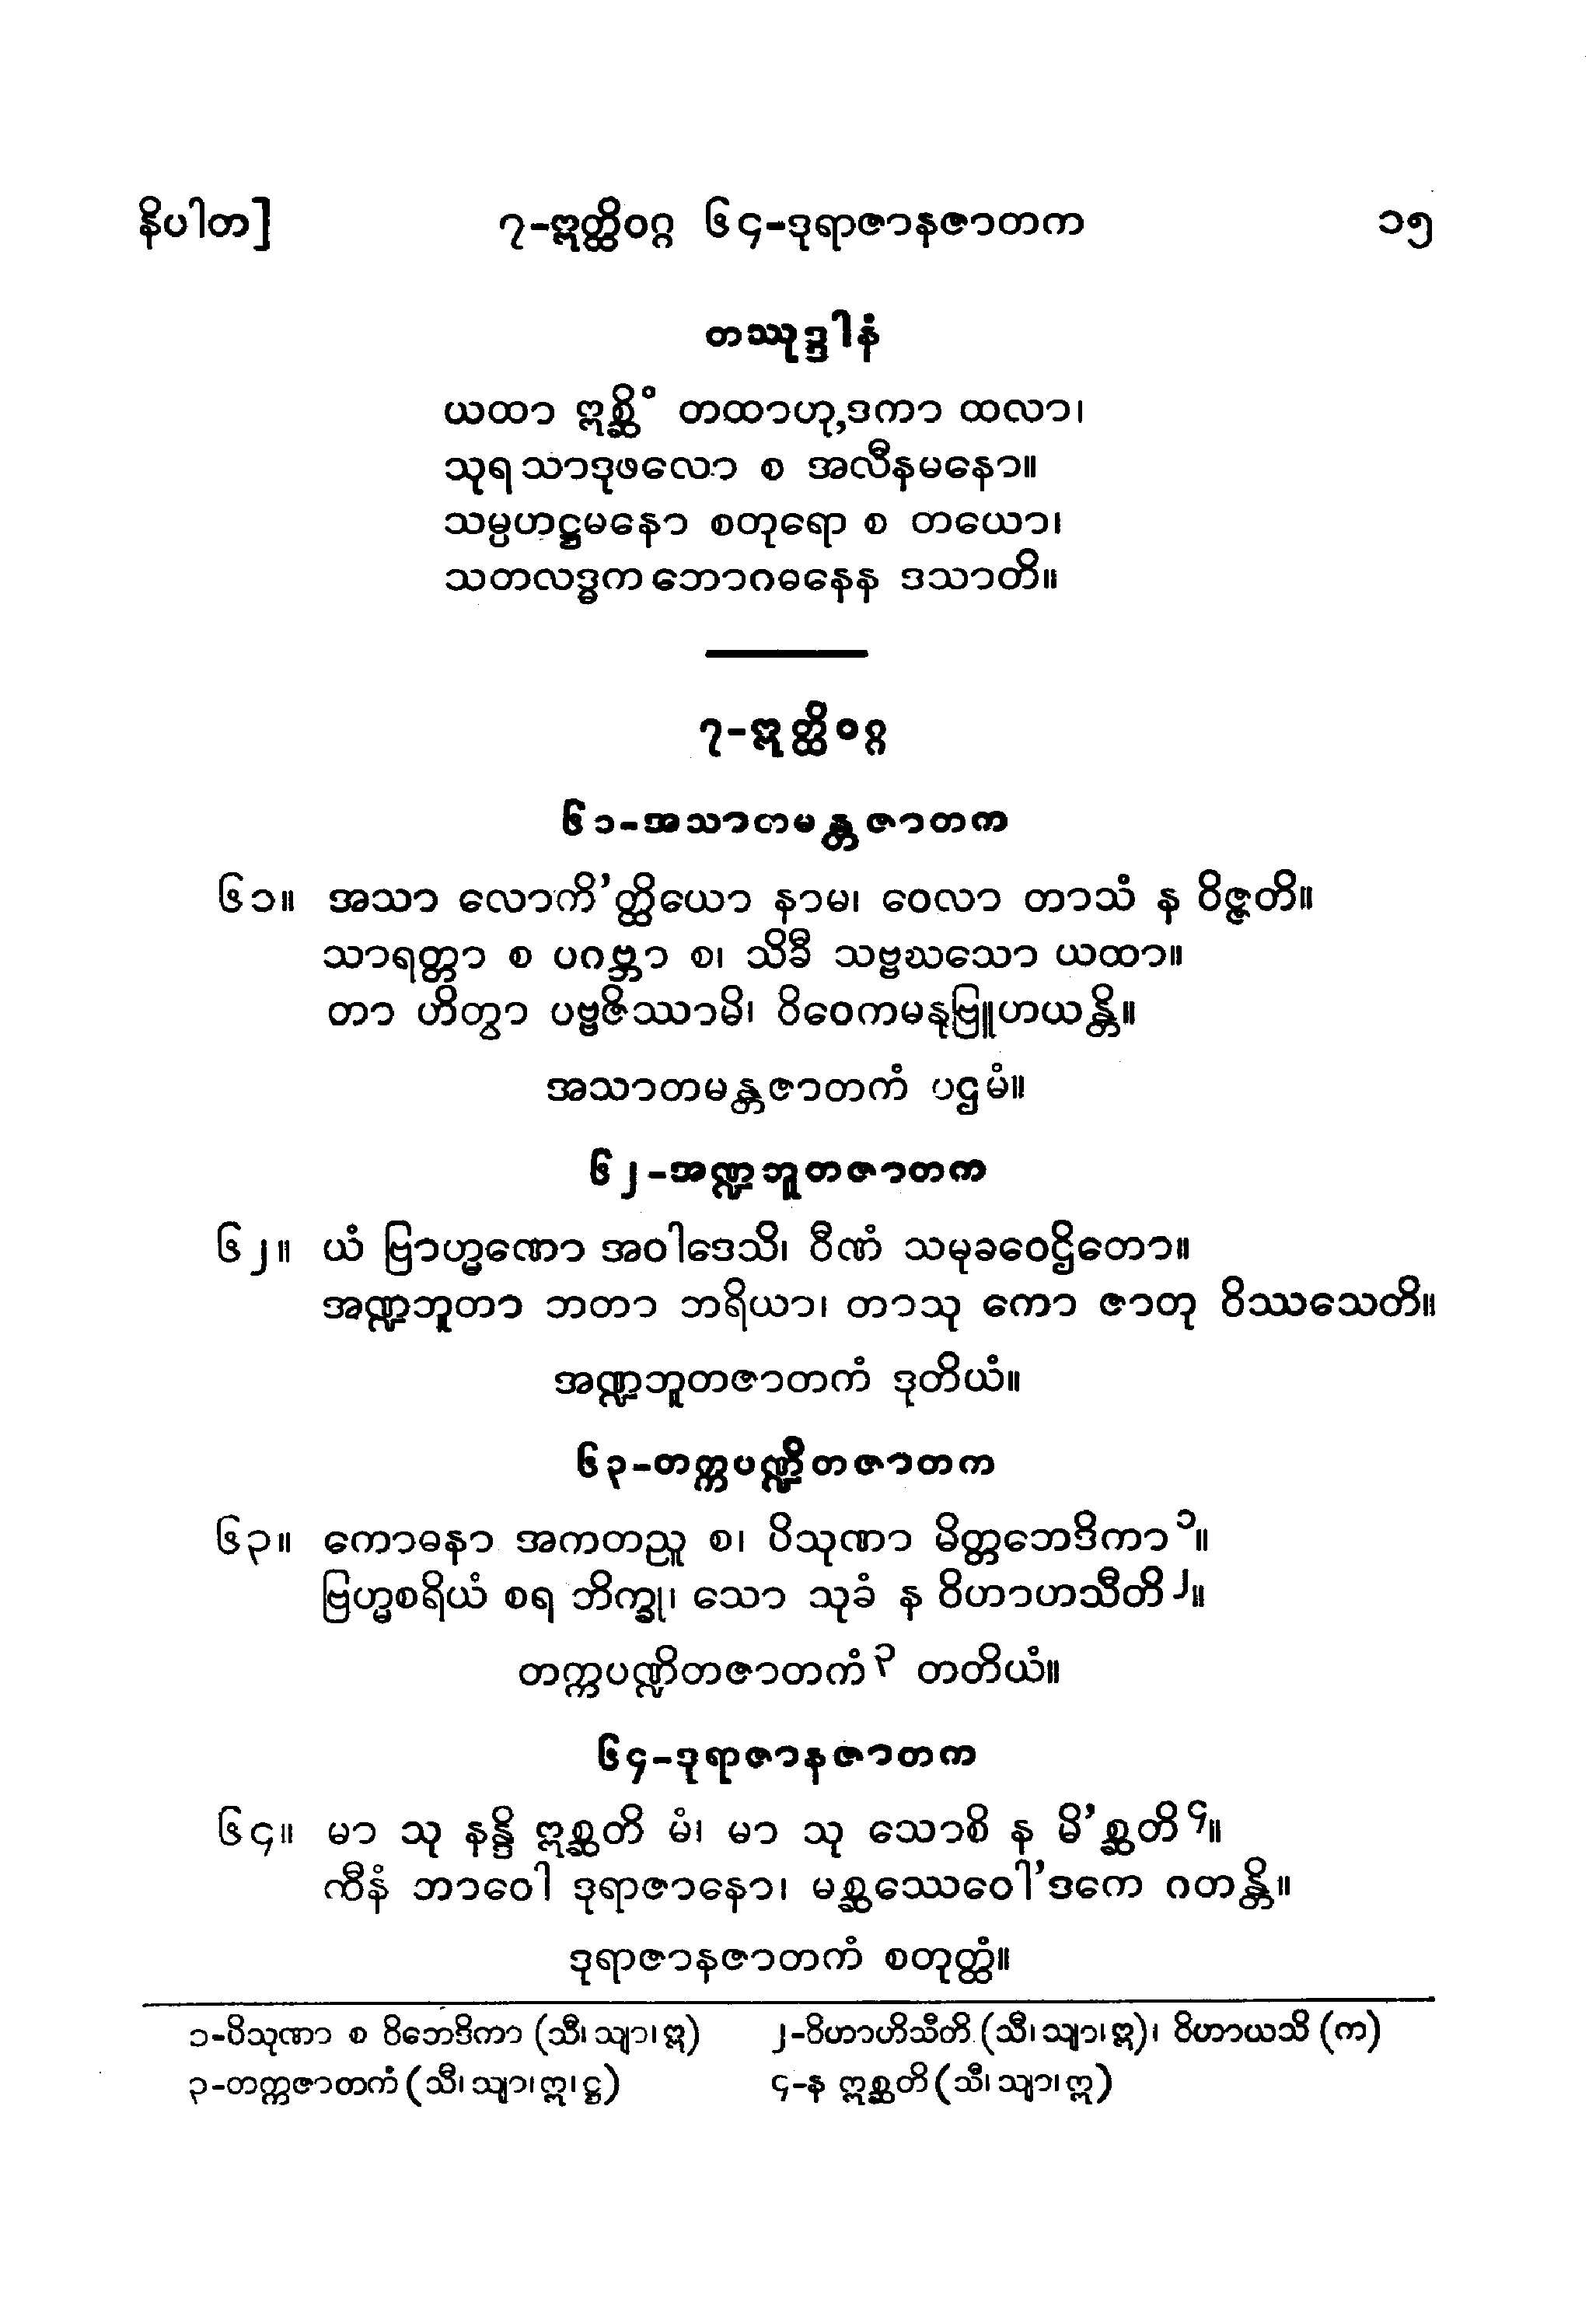 နိပါတ] ၇-ဣတ္ထိဝဂ္ဂ ၆၄-ဒုရာဇာနဇာတက ၁၅
တဿုဒ္ဒါနံ
ယထာ ဣစ္ဆိံ တထာဟု,ဒကာ ထလာ၊
သုရသာဒုဖလော စ အလီနမနော။
သမ္ပဟဋ္ဌမနော စတုရော စ တယော၊
သတလဒ္ဓကဘောဂဓနေန ဒသာတိ။
၇-ဣတ္ထိဝဂ္ဂ
၆၁-အသာတမန္တဇာတက
၆၁။ အသာ လောကိ’တ္ထိယော နာမ၊ ဝေလာ တာသံ န ဝိဇ္ဇတိ။
သာရတ္တာ စ ပဂဗ္ဘာ စ၊ သိခီ သဗ္ဗဃသော ယထာ။
တာ ဟိတွာ ပဗ္ဗဇိဿာမိ၊ ဝိဝေကမနုဗြူဟယန္တိ။
အသာတမန္တဇာတကံ ပဌမံ။
၆၂-အဏ္ဍဘူတဇာတက
၆၂။ ယံ ဗြာဟ္မဏော အဝါဒေသိ၊ ဝီဏံ သမုခဝေဌိတော။
အဏ္ဍဘူတာ ဘတာ ဘရိယာ၊ တာသု ကော ဇာတု ဝိဿသေတိ။
အဏ္ဍဘူတဇာတကံ ဒုတိယံ။
၆၃-တက္ကပဏ္ဍိတဇာတက
၆၃။ ကောဓနာ အကတညူ စ၊ ပိသုဏာ မိတ္တဘေဒိကာ၁။
ဗြဟ္မစရိယံ စရ ဘိက္ခု၊ သော သုခံ န ဝိဟာဟသီတိ၂။
တက္ကပဏ္ဍိတဇာတကံ၃ တတိယံ။
၆၄-ဒုရာဇာနဇာတက
၆၄။ မာ သု နန္ဒိ ဣစ္ဆတိ မံ၊ မာ သု သောစိ န မိ’စ္ဆတိ၄။
ထီနံ ဘာဝေါ ဒုရာဇာနော၊ မစ္ဆဿေဝေါ’ဒကေ ဂတန္တိ။
ဒုရာဇာနဇာတကံ စတုတ္ထံ။
၁-ပိသုဏာ စ ဝိဘေဒိကာ (သီ၊ သျာ၊ ဣ) ၂-ဝိဟာဟိသီတိ (သီ၊ သျာ၊ ဣ)၊ ဝိဟာယသိ (က)
၃-တက္ကဇာတကံ (သီ၊ သျာ၊ ဣ၊ ဋ္ဌ) ၄-န ဣစ္ဆတိ (သီ၊ သျာ၊ ဣ)